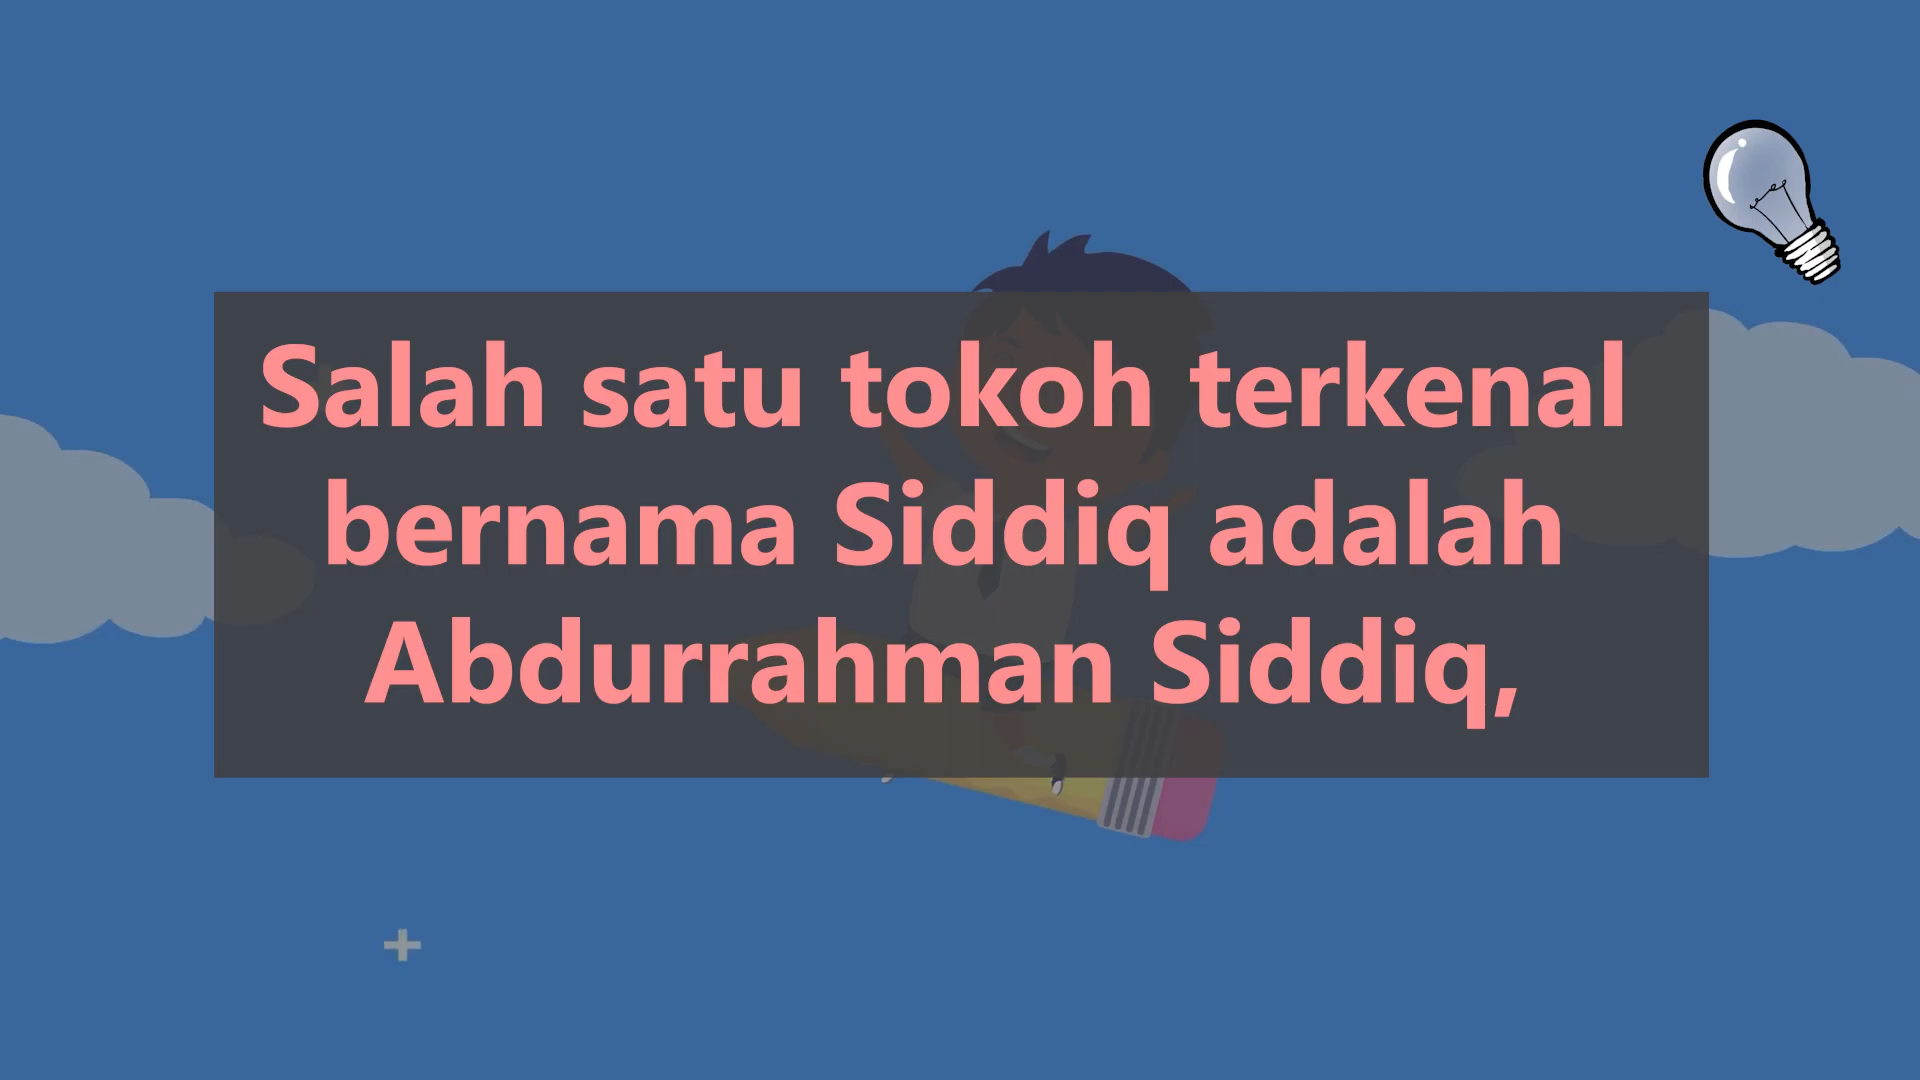 Salah satu tokoh terkenal
bernama Siddiq adalah
Abdurrahman Siddiq,